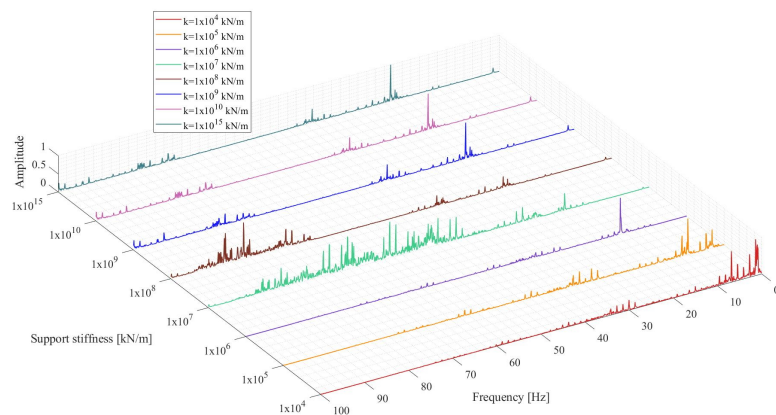 k=1x10⁴ kN/m
k=1x10⁵ kN/m
k=1x10⁶ kN/m
k=1x10⁷ kN/m
k=1x10⁸ kN/m
k=1x10⁹ kN/m
k=1x10¹⁰ kN/m
k=1x10¹⁵ kN/m
Amplitude
1
0.5
0
1x10¹⁵
1x10¹⁰
1x10⁹
1x10⁸
1x10⁷
1x10⁶
1x10⁵
1x10⁴
Support stiffness [kN/m]
100
90
80
70
60
50
40
30
20
10
0
Frequency [Hz]